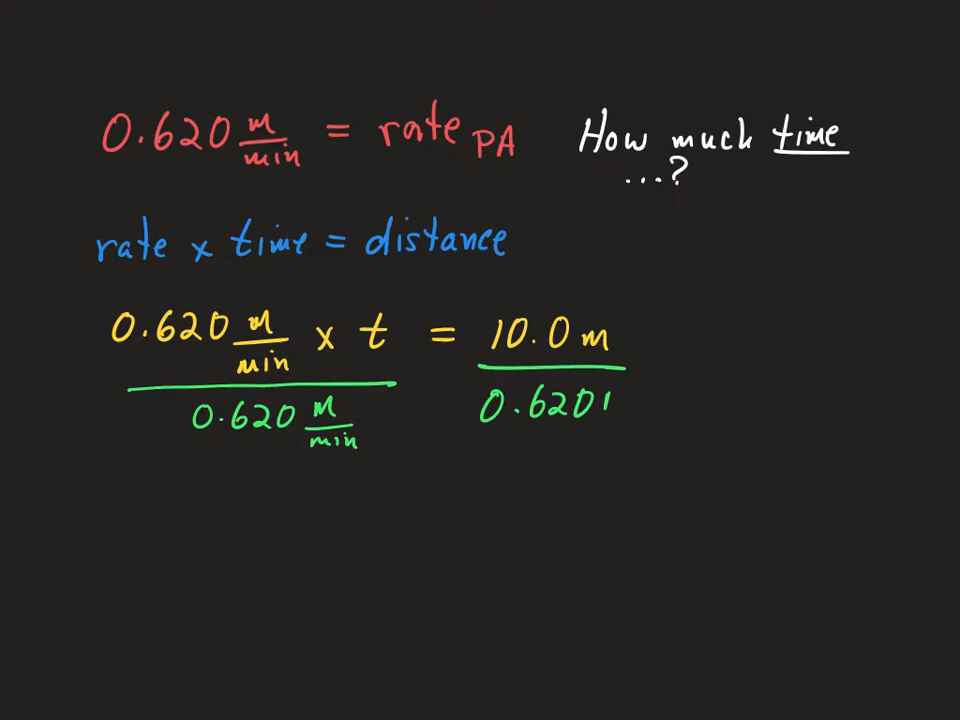 0.620 m/min = rate PA How much time
...?
rate x time = distance
0.620 m/min x t = 10.0 m
0.620 m/min 0.620